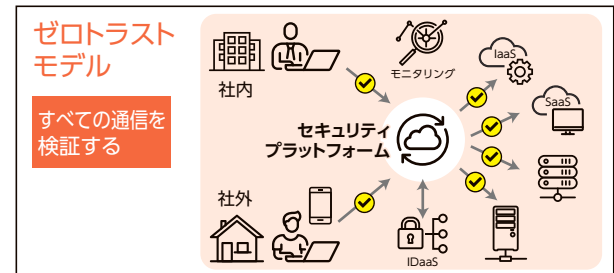 ゼロトラスト
モデル
すべての通信を
検証する
社内
モニタリング
IaaS
SaaS
セキュリティ
プラットフォーム
社外
IDaaS